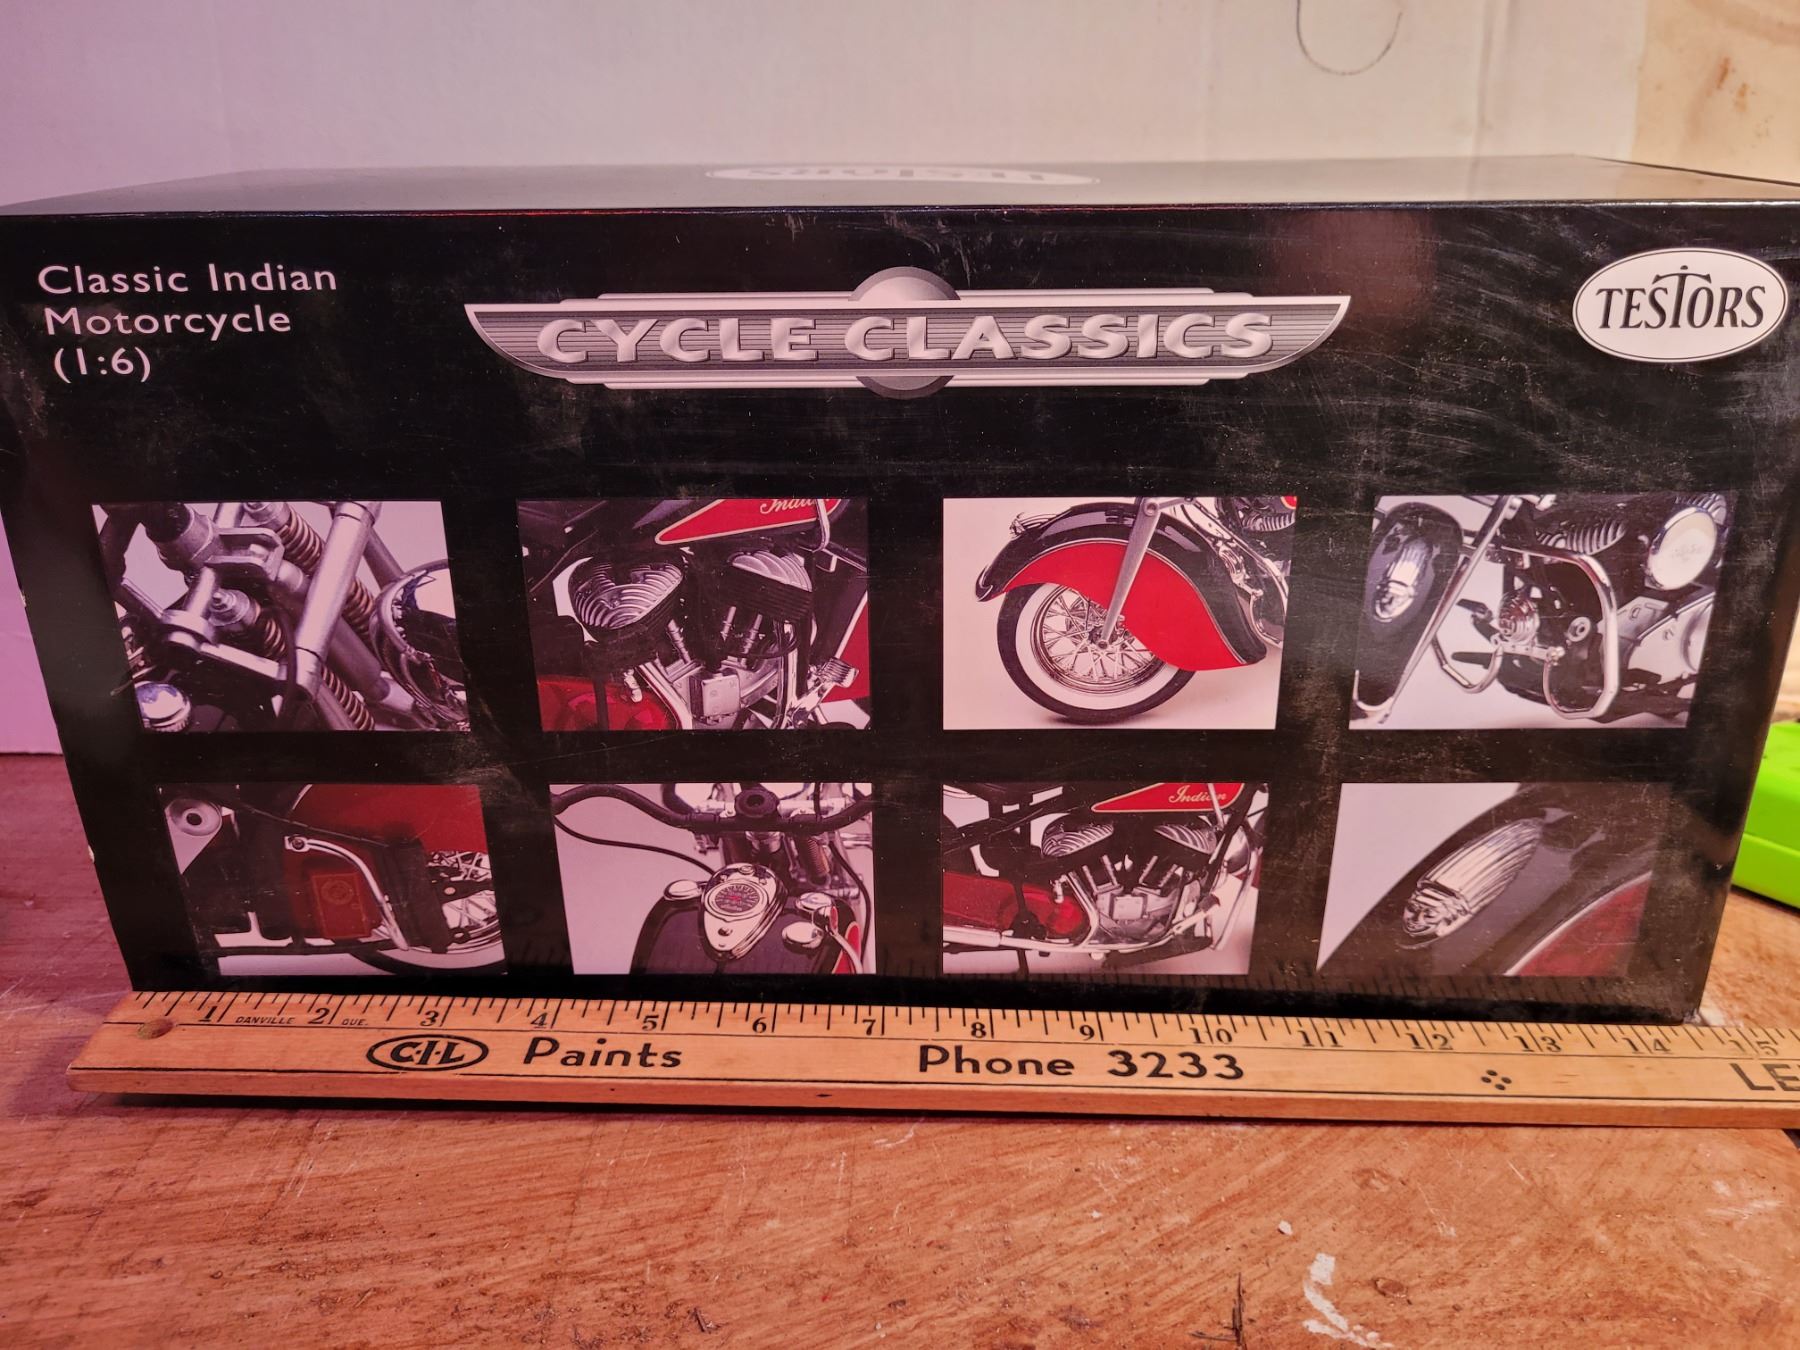 TESTORS
Classic Indian
Motorcycle
(1:6)
CYCLE CLASSICS
TESTORS
Indian
Indian
1 DANVILLE 2 QUE. 3 4 5 6 7 8 9 10 11 12 13 14 15
C·I·L Paints Phone 3233